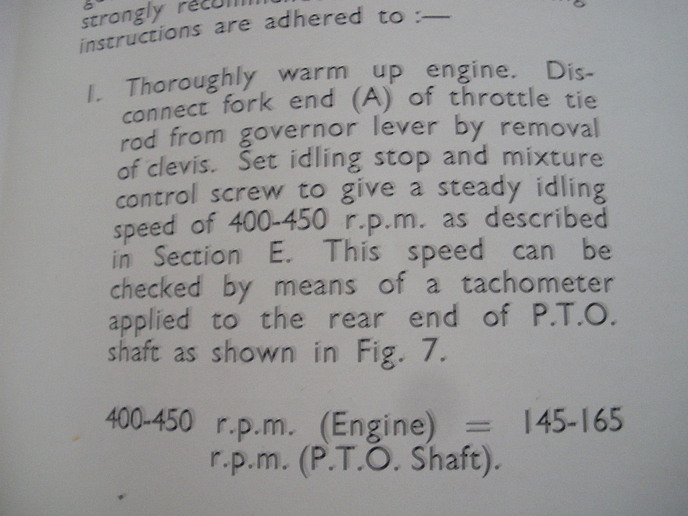 strongly
instructions are adhered to :—
1. Thoroughly warm up engine. Dis-
connect fork end (A) of throttle tie
rod from governor lever by removal
of clevis. Set idling stop and mixture
control screw to give a steady idling
speed of 400-450 r.p.m. as described
in Section E. This speed can be
checked by means of a tachometer
applied to the rear end of P.T.O.
shaft as shown in Fig. 7.
400-450 r.p.m. (Engine) = 145-165
r.p.m. (P.T.O. Shaft).